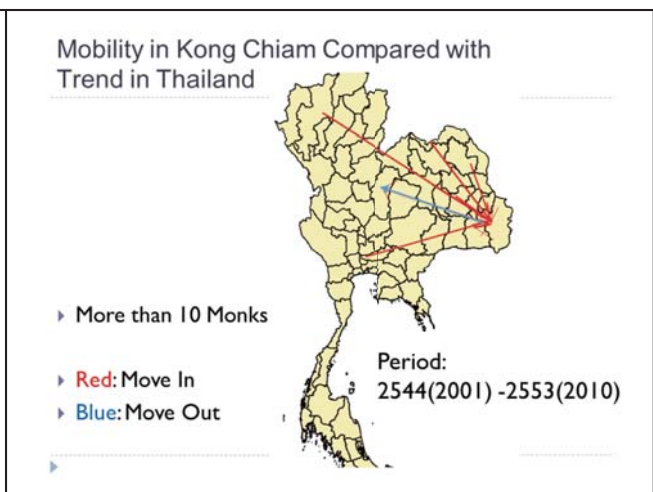 Mobility in Kong Chiam Compared with
Trend in Thailand
More than 10 Monks
Red: Move In
Blue: Move Out
Period:
2544(2001) -2553(2010)